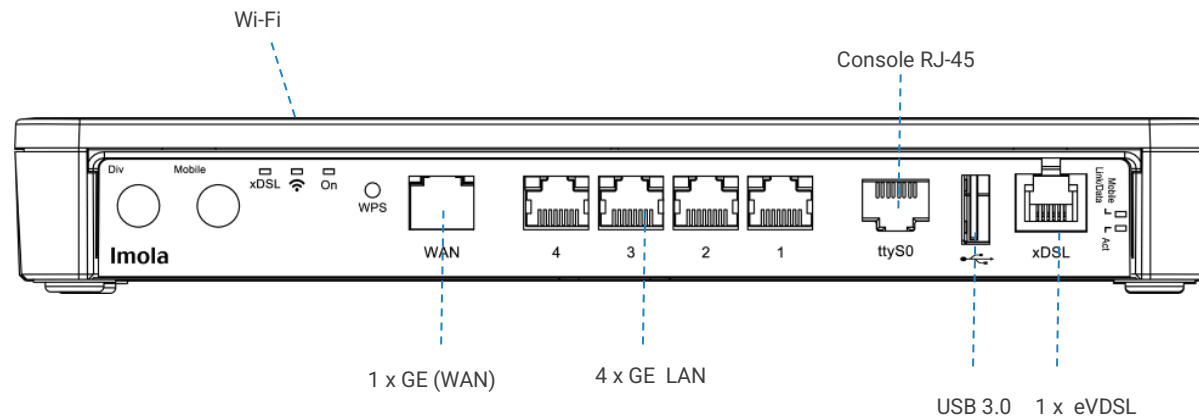 Wi-Fi
Console RJ-45
Div
Mobile
xDSL
On
WPS
Imola
WAN
4
3
2
1
ttyS0
xDSL
Mobile
Link/Data
Act
1 x GE (WAN)
4 x GE LAN
USB 3.0
1 x eVDSL